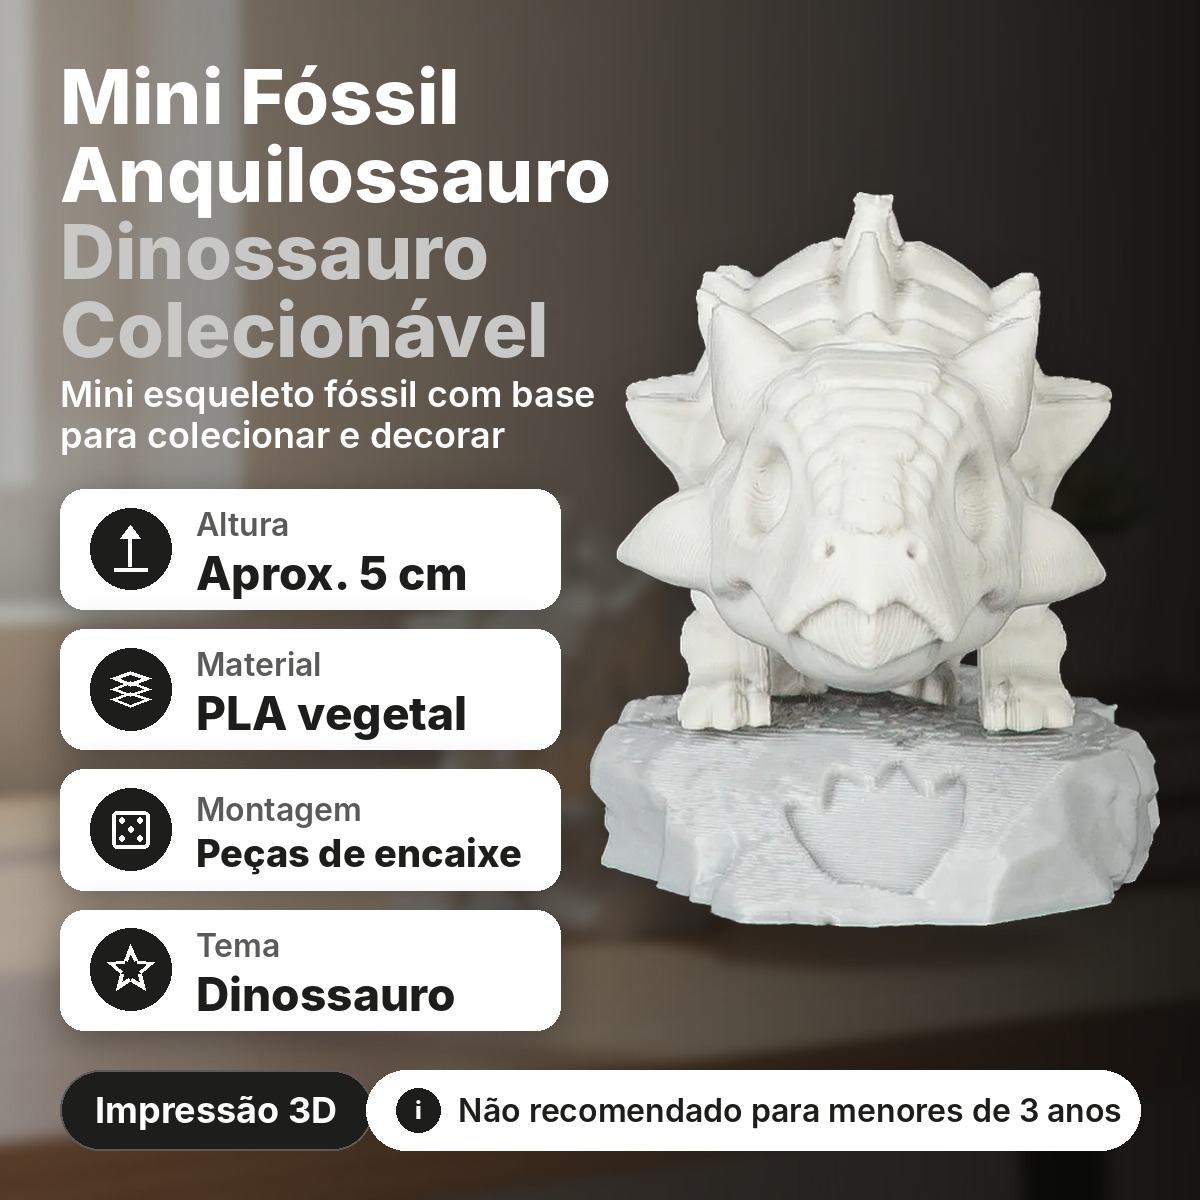 Mini Fóssil
Anquilossauro
Dinossauro
Colecionável
Mini esqueleto fóssil com base
para colecionar e decorar
Altura
Aprox. 5 cm
Material
PLA vegetal
Montagem
Peças de encaixe
Tema
Dinossauro
Impressão 3D
i Não recomendado para menores de 3 anos